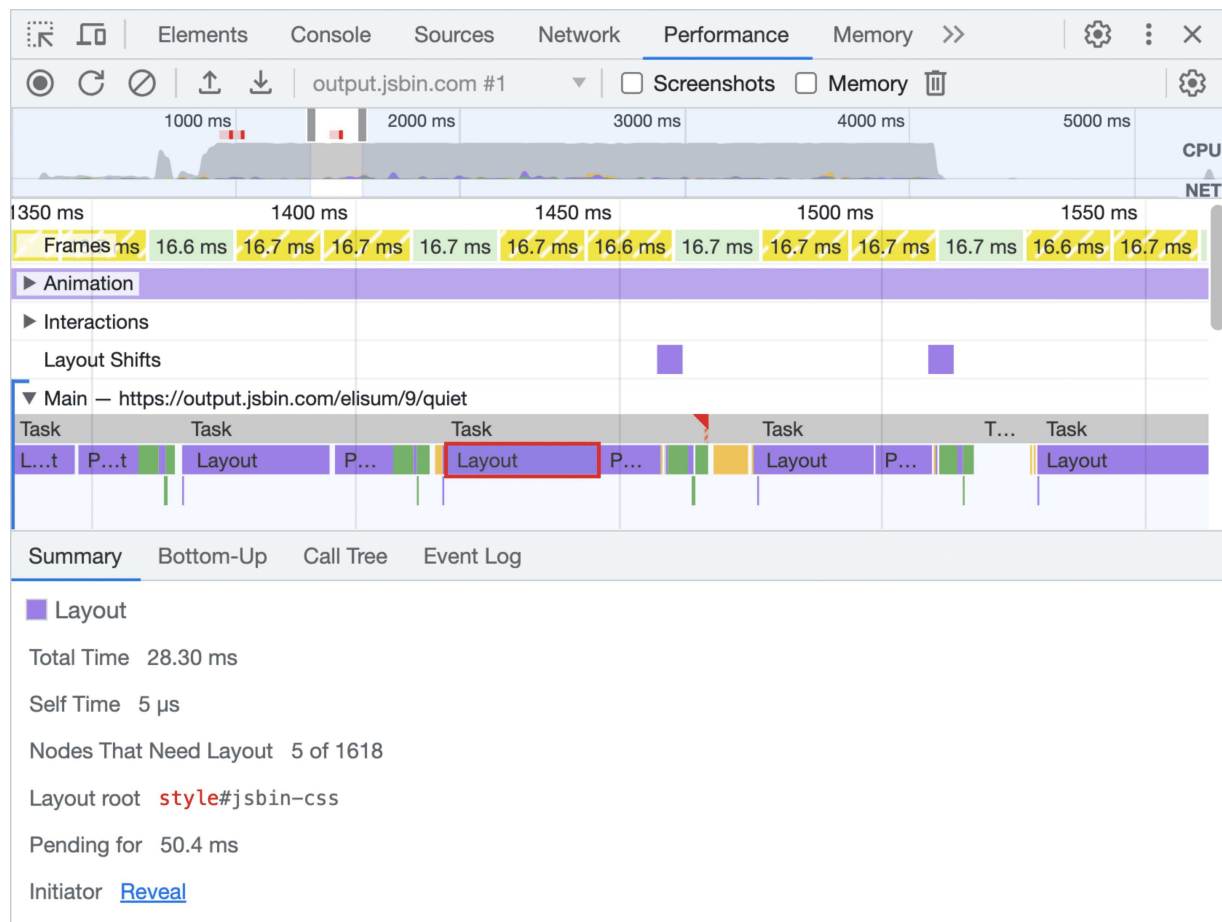 Elements Console Sources Network Performance Memory
output.jsbin.com #1 Screenshots Memory
1000 ms 2000 ms 3000 ms 4000 ms 5000 ms
CPU
NET
1350 ms 1400 ms 1450 ms 1500 ms 1550 ms
Frames ms 16.6 ms 16.7 ms 16.7 ms 16.7 ms 16.7 ms 16.6 ms 16.7 ms 16.7 ms 16.7 ms 16.7 ms 16.6 ms 16.7 ms
Animation
Interactions
Layout Shifts
Main — https://output.jsbin.com/elisum/9/quiet
Task Task Task Task T... Task
L...t P...t Layout P... Layout P... Layout P... Layout
Summary Bottom-Up Call Tree Event Log
Layout
Total Time 28.30 ms
Self Time 5 μs
Nodes That Need Layout 5 of 1618
Layout root style#jsbin-css
Pending for 50.4 ms
Initiator Reveal